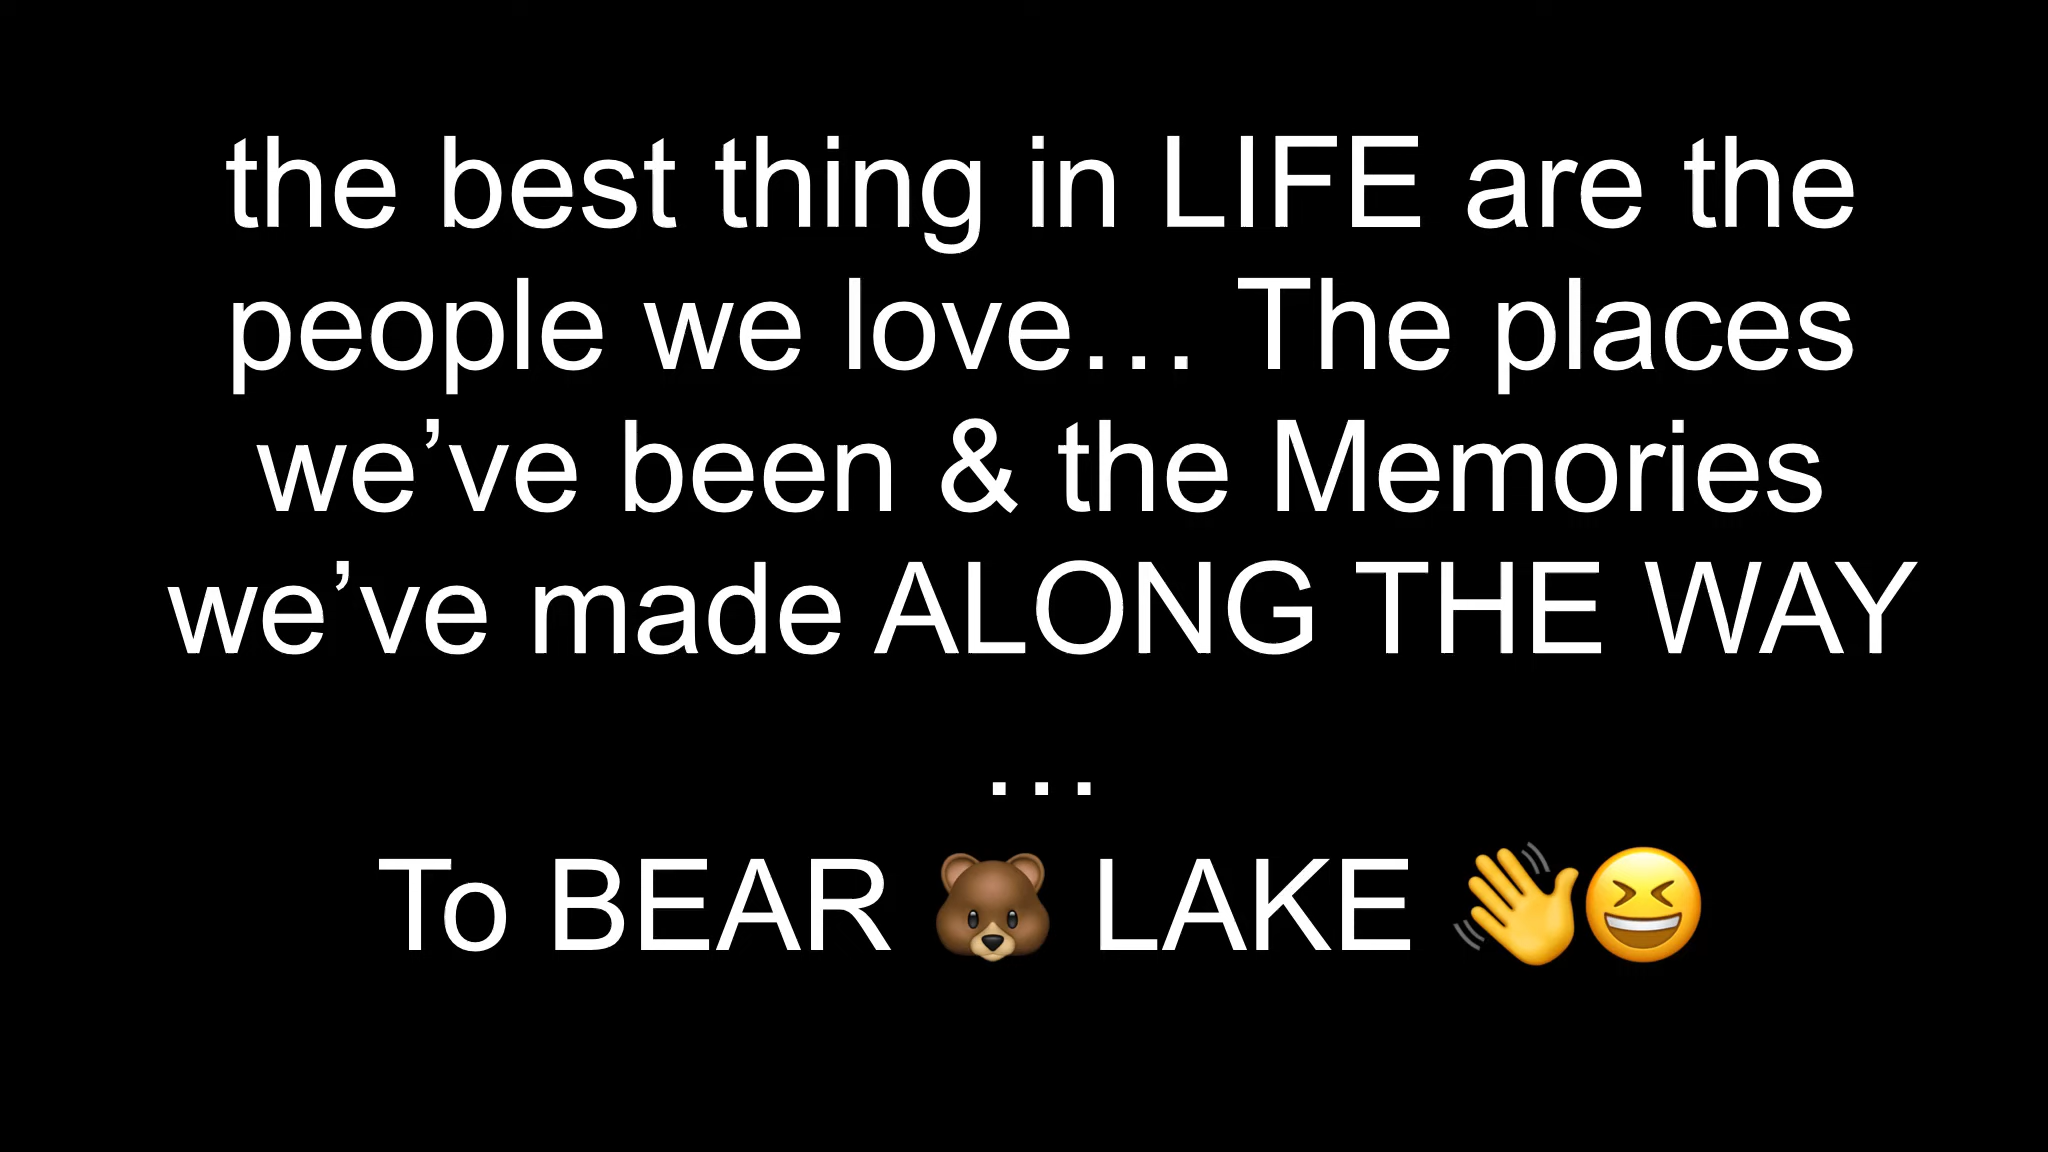 the best thing in LIFE are the
people we love… The places
we’ve been & the Memories
we’ve made ALONG THE WAY
…
To BEAR 🐻 LAKE 👋😆